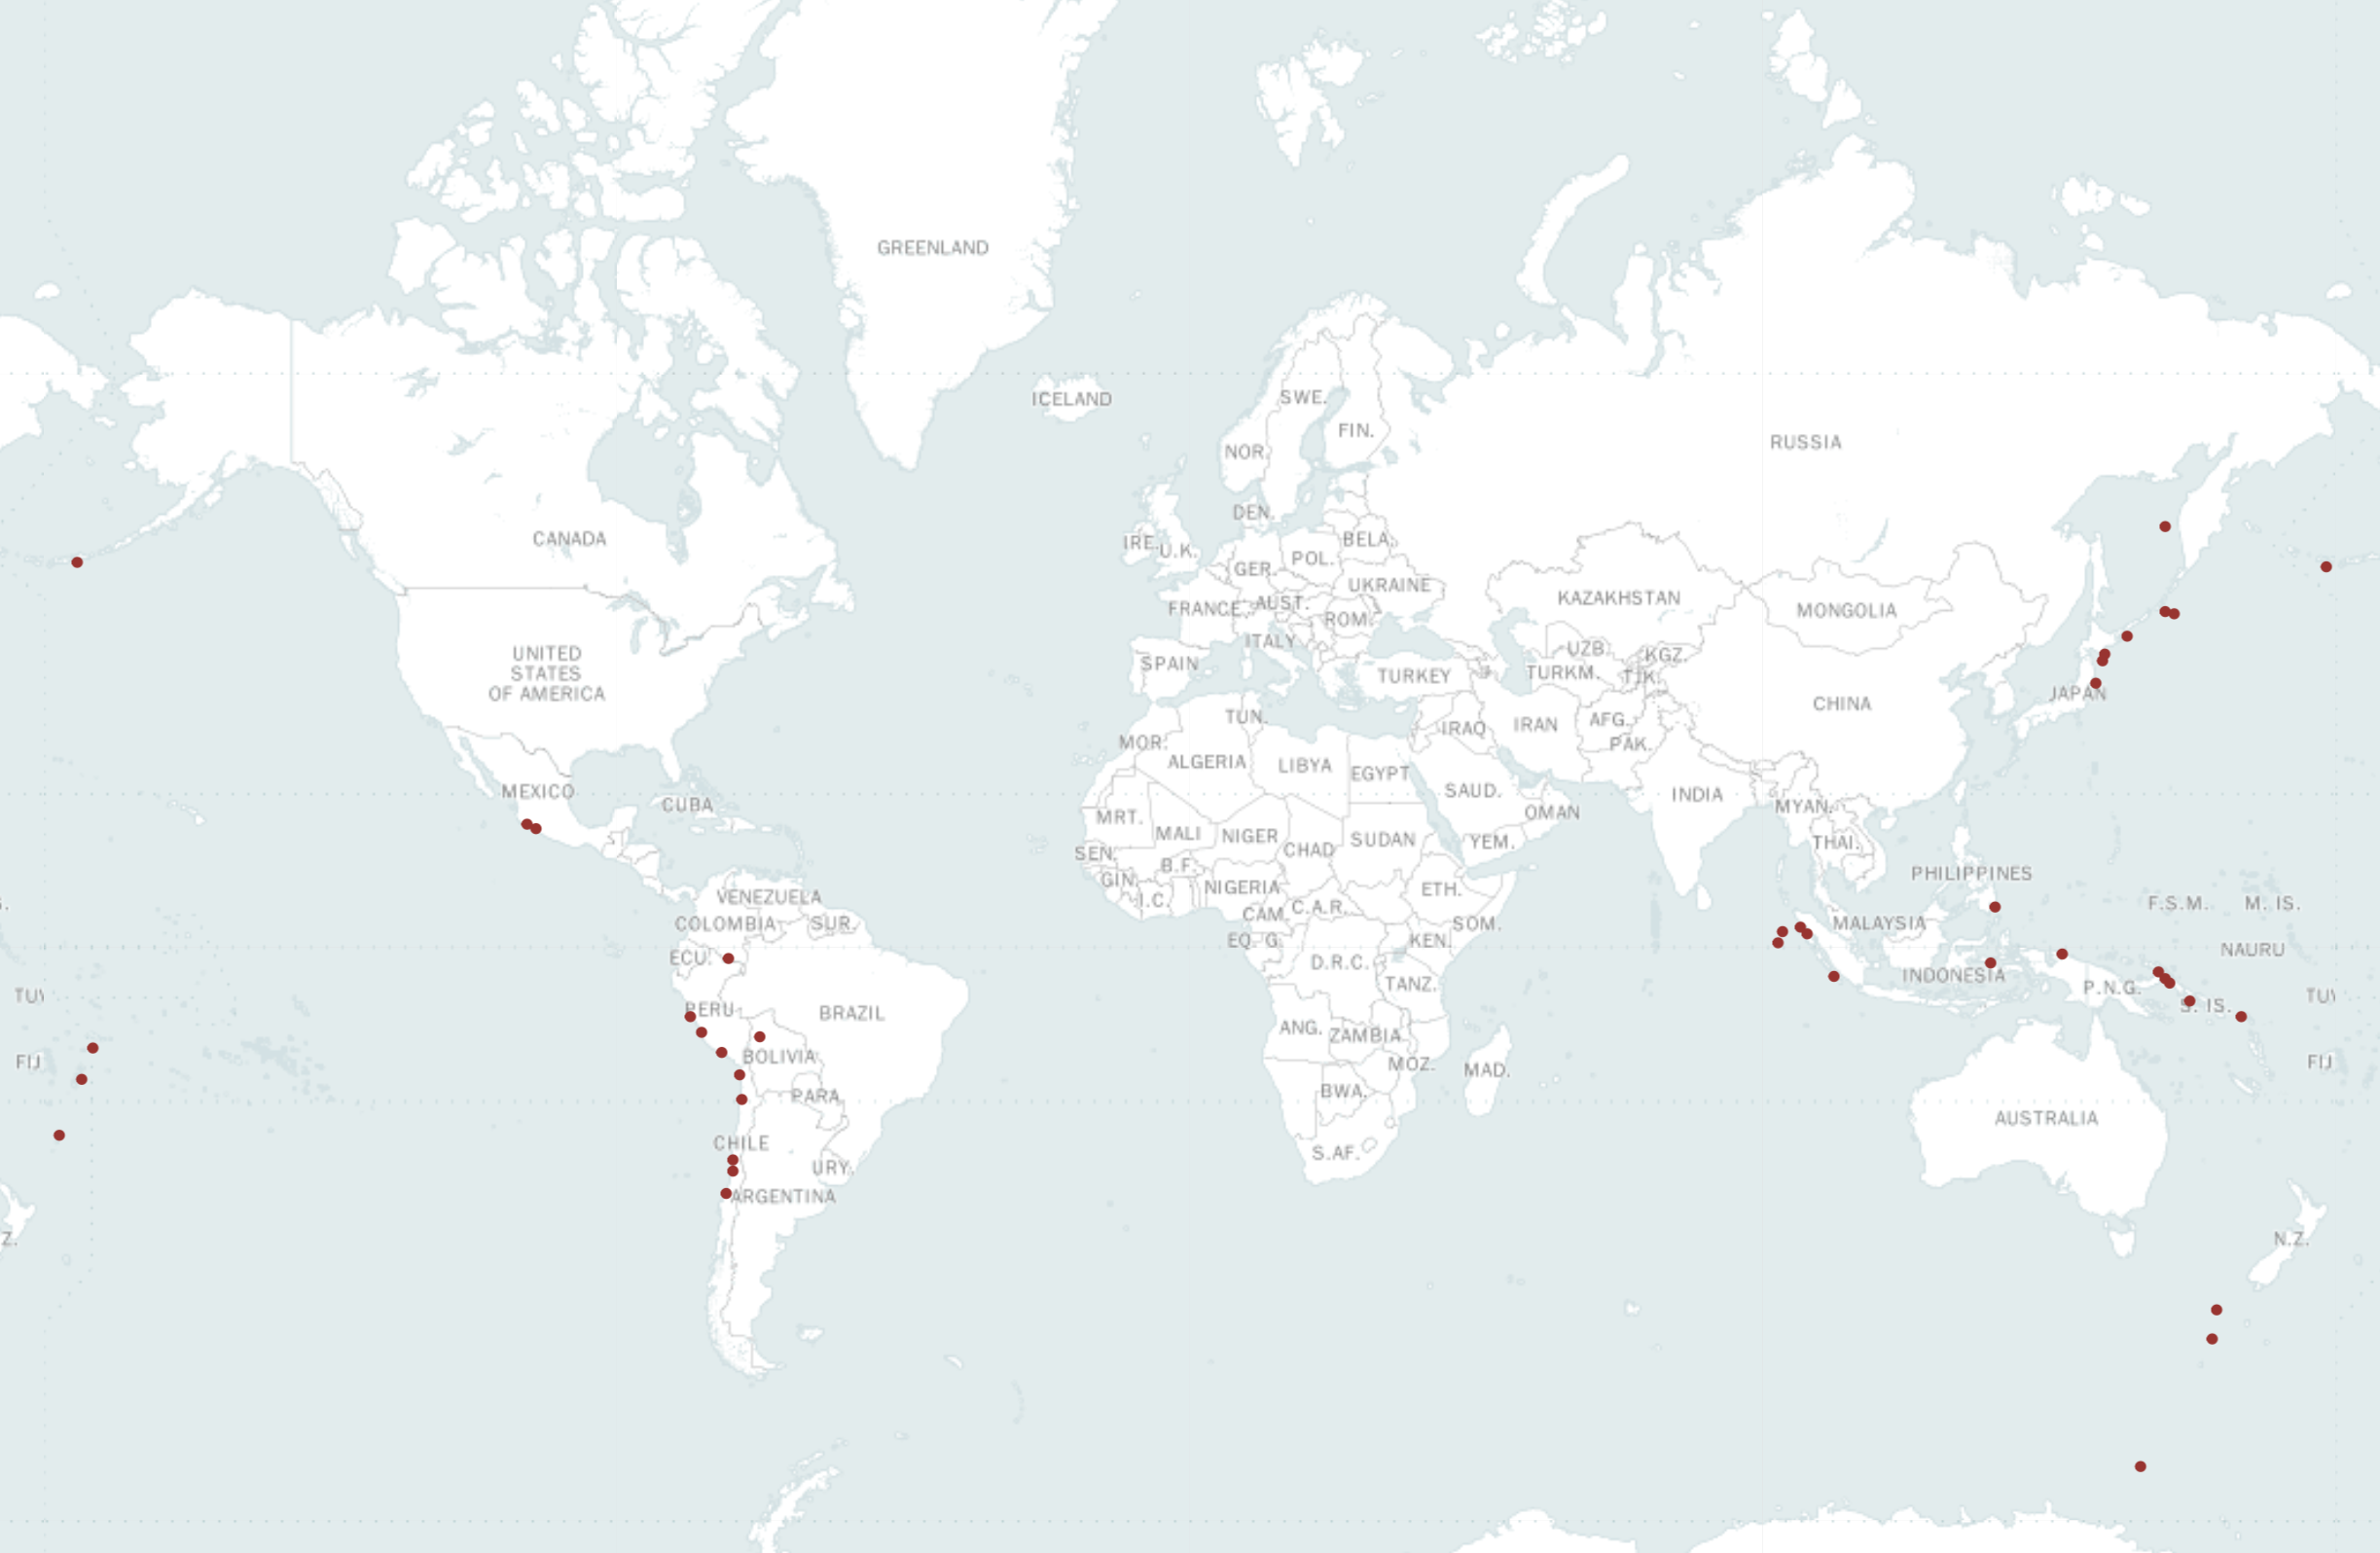 GREENLAND
ICELAND
SWE.
FIN.
NOR.
RUSSIA
DEN.
CANADA
IRE.
U.K.
BELA.
POL.
GER.
UKRAINE
KAZAKHSTAN
FRANCE
AUST.
MONGOLIA
ROM.
ITALY
UZB.
KGZ.
UNITED
STATES
OF AMERICA
SPAIN
TURKEY
TURKM.
TJK.
JAPAN
CHINA
TUN.
IRAQ
IRAN
AFG.
MOR.
PAK.
ALGERIA
LIBYA
EGYPT
MEXICO
CUBA
SAUD.
INDIA
OMAN
MYAN.
MRT.
MALI
NIGER
SUDAN
YEM.
THAI.
SEN.
CHAD
B.F.
PHILIPPINES
GIN.
NIGERIA
ETH.
VENEZUELA
I.C.
C.A.R.
F.S.M.
M. IS.
COLOMBIA
SUR.
CAM.
SOM.
MALAYSIA
EQ. G.
KEN.
NAURU
ECU.
D.R.C.
INDONESIA
TANZ.
P.N.G.
TUV
TUV
S. IS.
PERU
BRAZIL
ANG.
ZAMBIA
BOLIVIA
FIJ
MOZ.
MAD.
FIJ
BWA.
PARA.
AUSTRALIA
CHILE
S.AF.
URY.
ARGENTINA
Z.
N.Z.